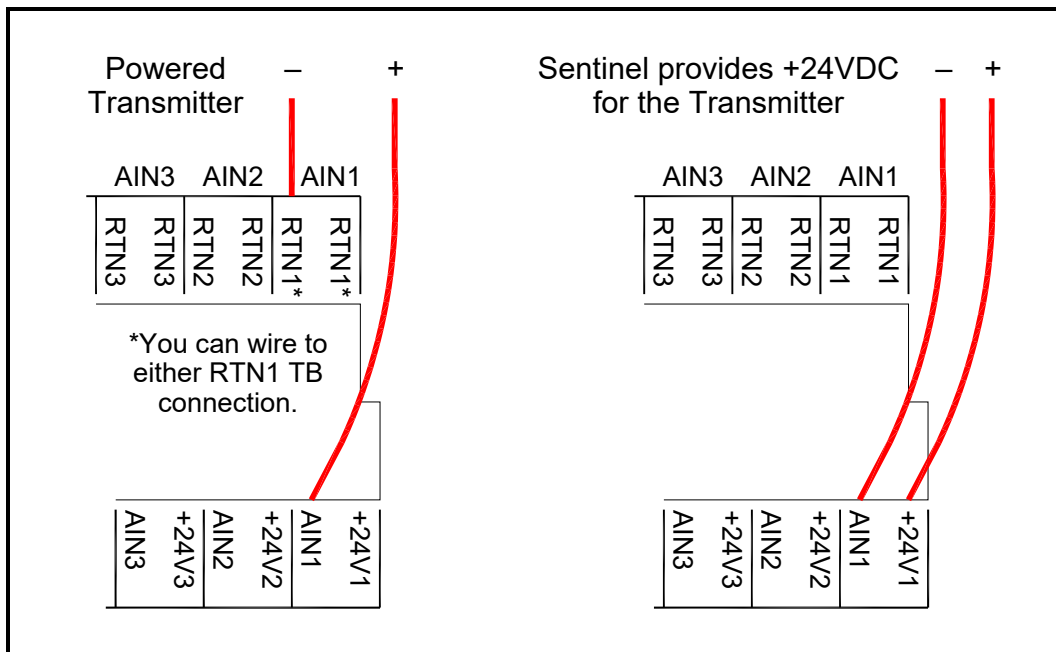 Powered – +
Transmitter
AIN3 AIN2 AIN1
RTN3 RTN3 RTN2 RTN2 RTN1* RTN1*
*You can wire to
either RTN1 TB
connection.
AIN3 +24V3 AIN2 +24V2 AIN1 +24V1
Sentinel provides +24VDC – +
for the Transmitter
AIN3 AIN2 AIN1
RTN3 RTN3 RTN2 RTN2 RTN1 RTN1
AIN3 +24V3 AIN2 +24V2 AIN1 +24V1